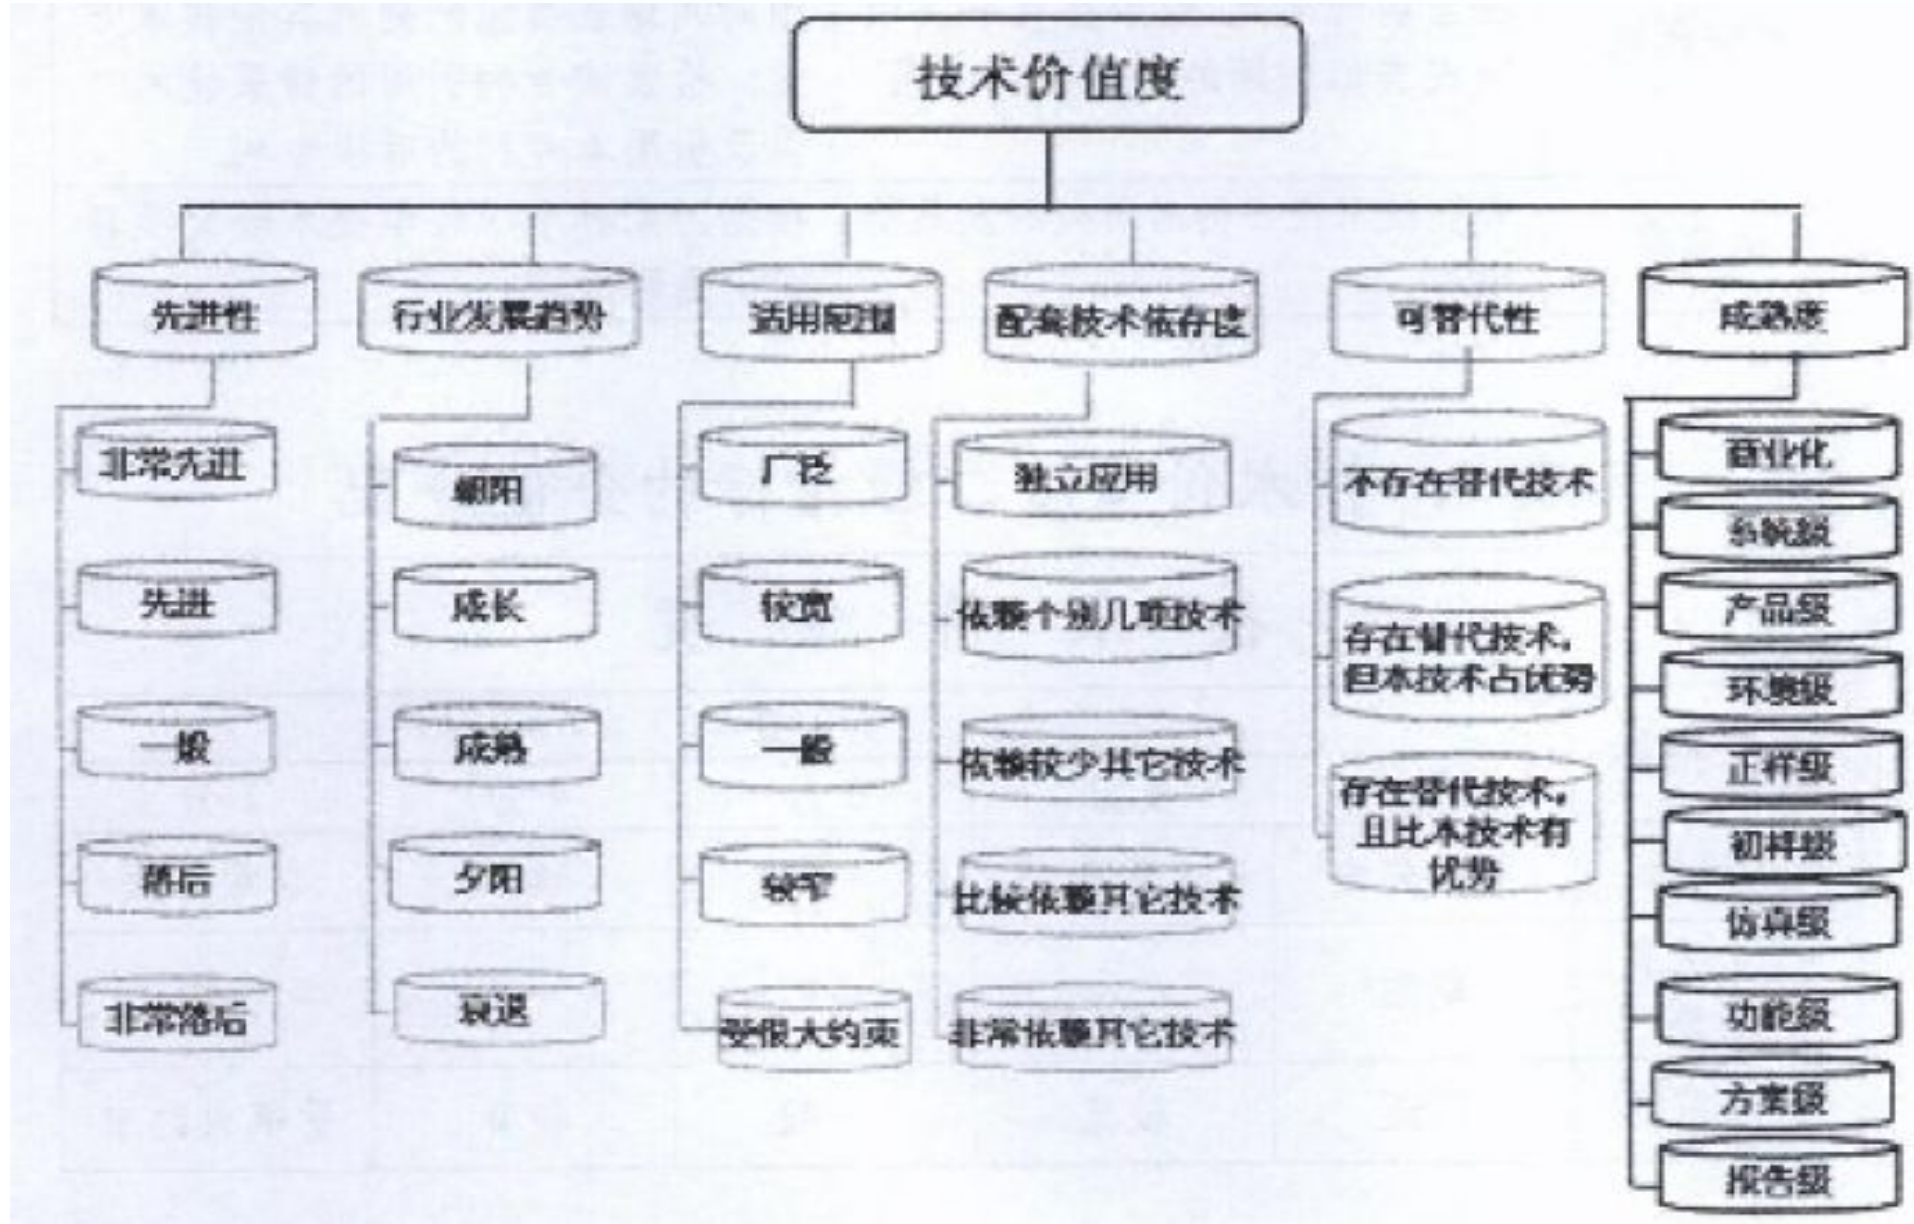 技术价值度
先进性
行业发展趋势
适用范围
配套技术依存度
可替代性
成熟度
非常先进
先进
一般
落后
非常落后
朝阳
成长
成熟
夕阳
衰退
广泛
较宽
一般
较窄
受很大约束
独立应用
依赖个别几项技术
依赖较少其它技术
比较依赖其它技术
非常依赖其它技术
不存在替代技术
存在替代技术,
但本技术占优势
存在替代技术,
且比本技术有
优势
商业化
系统级
产品级
环境级
正样级
初样级
仿真级
功能级
方案级
报告级